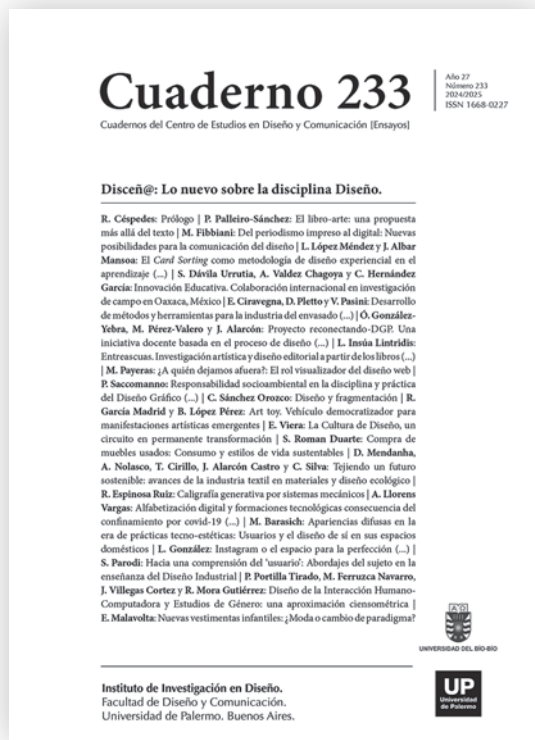 Cuaderno 233
Año 27
Número 233
2024/2025
ISSN 1668-0227
Cuadernos del Centro de Estudios en Diseño y Comunicación [Ensayos]
Disceñ@: Lo nuevo sobre la disciplina Diseño.
R. Céspedes: Prólogo | P. Palleiro-Sánchez: El libro-arte: una propuesta
más allá del texto | M. Fibbiani: Del periodismo impreso al digital: Nuevas
posibilidades para la comunicación del diseño | L. López Méndez y J. Albar
Mansoa: El Card Sorting como metodología de diseño experiencial en el
aprendizaje (...) | S. Dávila Urrutia, A. Valdez Chagoya y C. Hernández
García: Innovación Educativa. Colaboración internacional en investigación
de campo en Oaxaca, México | E. Ciravegna, D. Pletto y V. Pasini: Desarrollo
de métodos y herramientas para la industria del envasado (...) | Ó. González-
Yebra, M. Pérez-Valero y J. Alarcón: Proyecto reconectando-DGP. Una
iniciativa docente basada en el proceso de diseño (...) | L. Insúa Lintridis:
Entreascuas. Investigación artística y diseño editorial a partir de los libros (...)
| M. Payeras: ¿A quién dejamos afuera?: El rol visualizador del diseño web |
P. Saccomanno: Responsabilidad socioambiental en la disciplina y práctica
del Diseño Gráfico (...) | C. Sánchez Orozco: Diseño y fragmentación | R.
García Madrid y B. López Pérez: Art toy. Vehículo democratizador para
manifestaciones artísticas emergentes | E. Viera: La Cultura de Diseño, un
circuito en permanente transformación | S. Roman Duarte: Compra de
muebles usados: Consumo y estilos de vida sustentables | D. Mendanha,
A. Nolasco, T. Cirillo, J. Alarcón Castro y C. Silva: Tejiendo un futuro
sostenible: avances de la industria textil en materiales y diseño ecológico |
R. Espinosa Ruiz: Caligrafía generativa por sistemas mecánicos | A. Llorens
Vargas: Alfabetización digital y formaciones tecnológicas consecuencia del
confinamiento por covid-19 (...) | M. Barasich: Apariencias difusas en la
era de prácticas tecno-estéticas: Usuarios y el diseño de sí en sus espacios
domésticos | L. González: Instagram o el espacio para la perfección (...) |
S. Parodi: Hacia una comprensión del 'usuario': Abordajes del sujeto en la
enseñanza del Diseño Industrial | P. Portilla Tirado, M. Ferruzca Navarro,
J. Villegas Cortez y R. Mora Gutiérrez: Diseño de la Interacción Humano-
Computadora y Estudios de Género: una aproximación ciensométrica |
E. Malavolta: Nuevas vestimentas infantiles: ¿Moda o cambio de paradigma?
UNIVERSIDAD DEL BÍO-BÍO
Instituto de Investigación en Diseño.
Facultad de Diseño y Comunicación.
Universidad de Palermo. Buenos Aires.
UP
Universidad
de Palermo